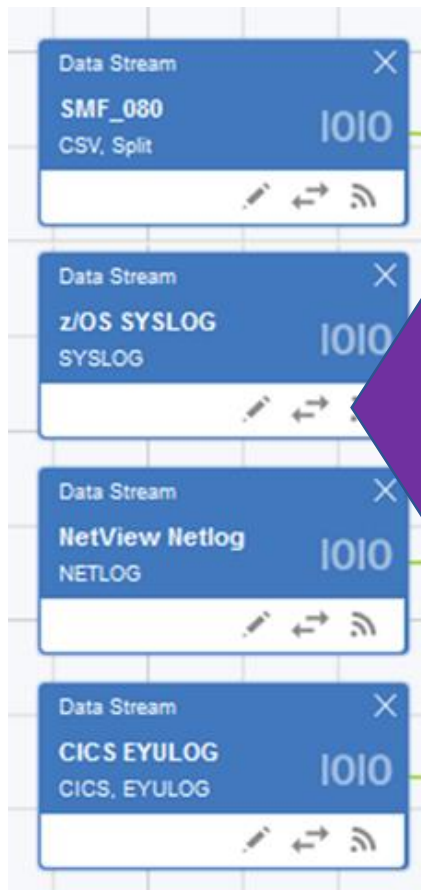 Data Stream
SMF_080
CSV, Split
IOIO
Data Stream
z/OS SYSLOG
SYSLOG
IOIO
Data Stream
NetView Netlog
NETLOG
IOIO
Data Stream
CICS EYULOG
CICS, EYULOG
IOIO